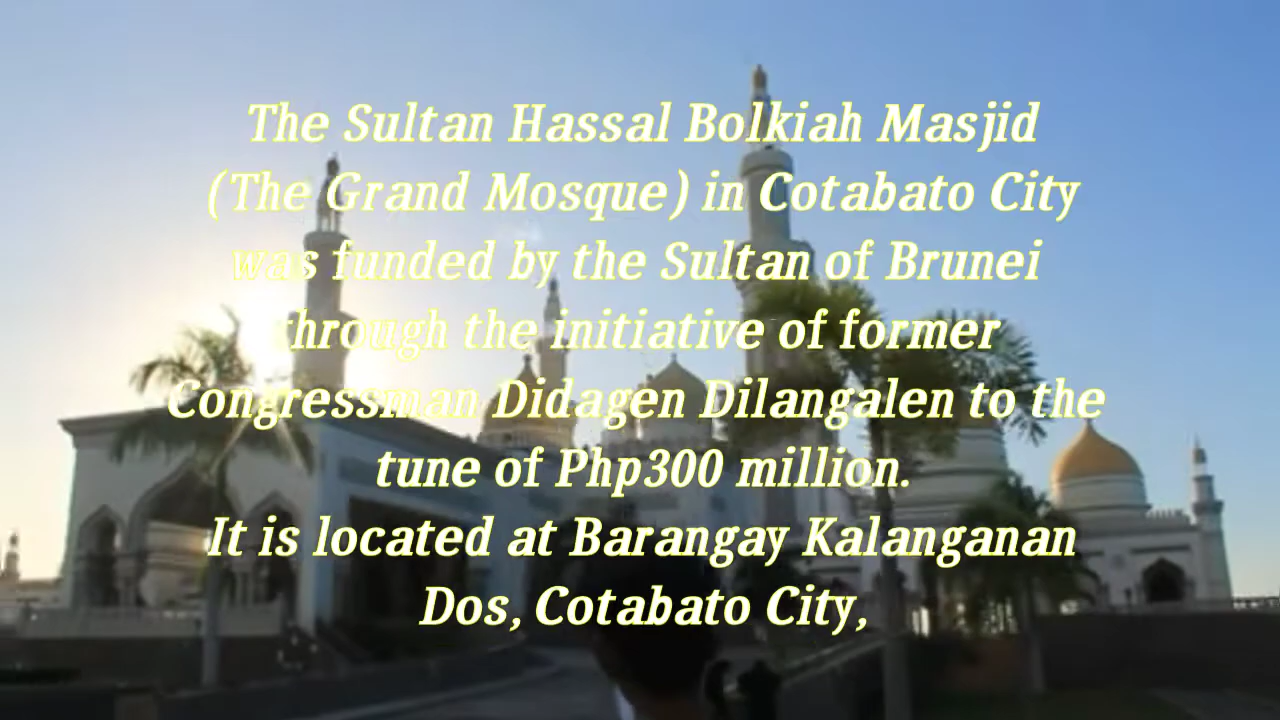 The Sultan Hassal Bolkiah Masjid
(The Grand Mosque) in Cotabato City
was funded by the Sultan of Brunei
through the initiative of former
Congressman Didagen Dilangalen to the
tune of Php300 million.
It is located at Barangay Kalanganan
Dos, Cotabato City,